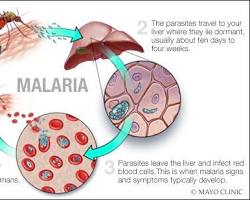 2 The parasites travel to your
liver where they lie dormant,
usually about ten days to
four weeks.
MALARIA
3 Parasites leave the liver and infect red
blood cells. This is when malaria signs
and symptoms typically develop.
mans.
© MAYO CLINIC